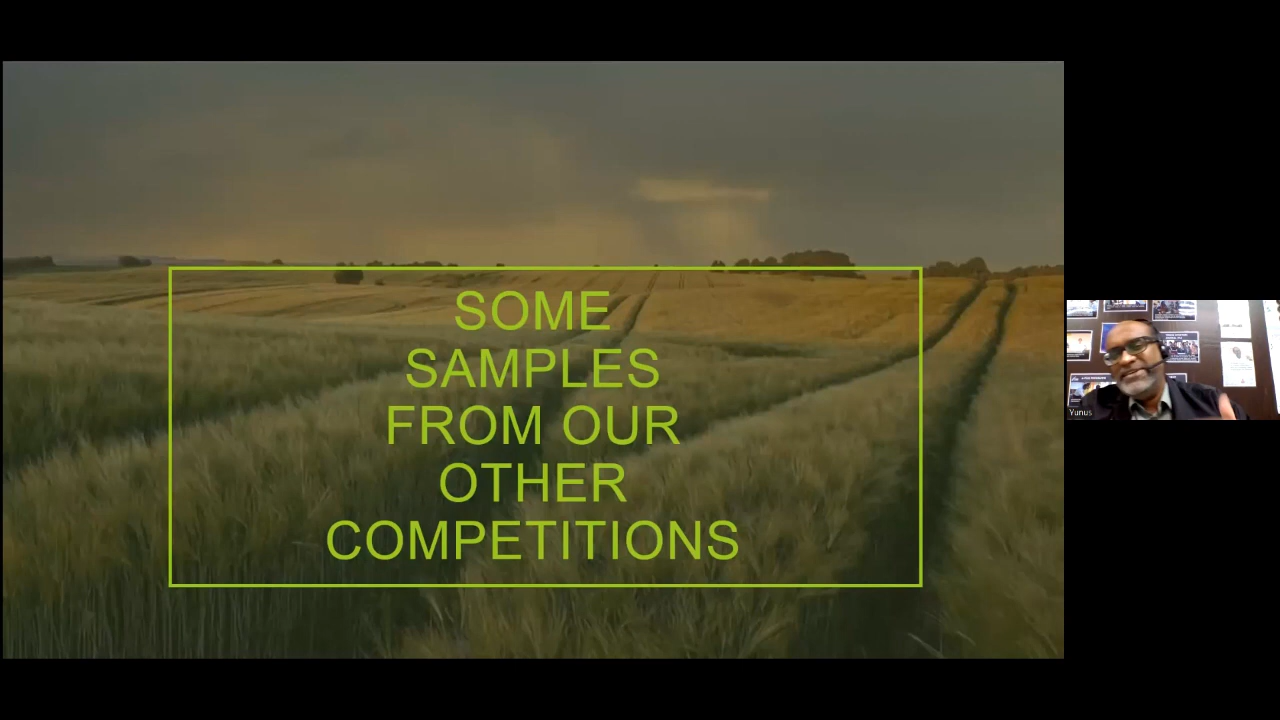 SOME
SAMPLES
FROM OUR
OTHER
COMPETITIONS
Yunus